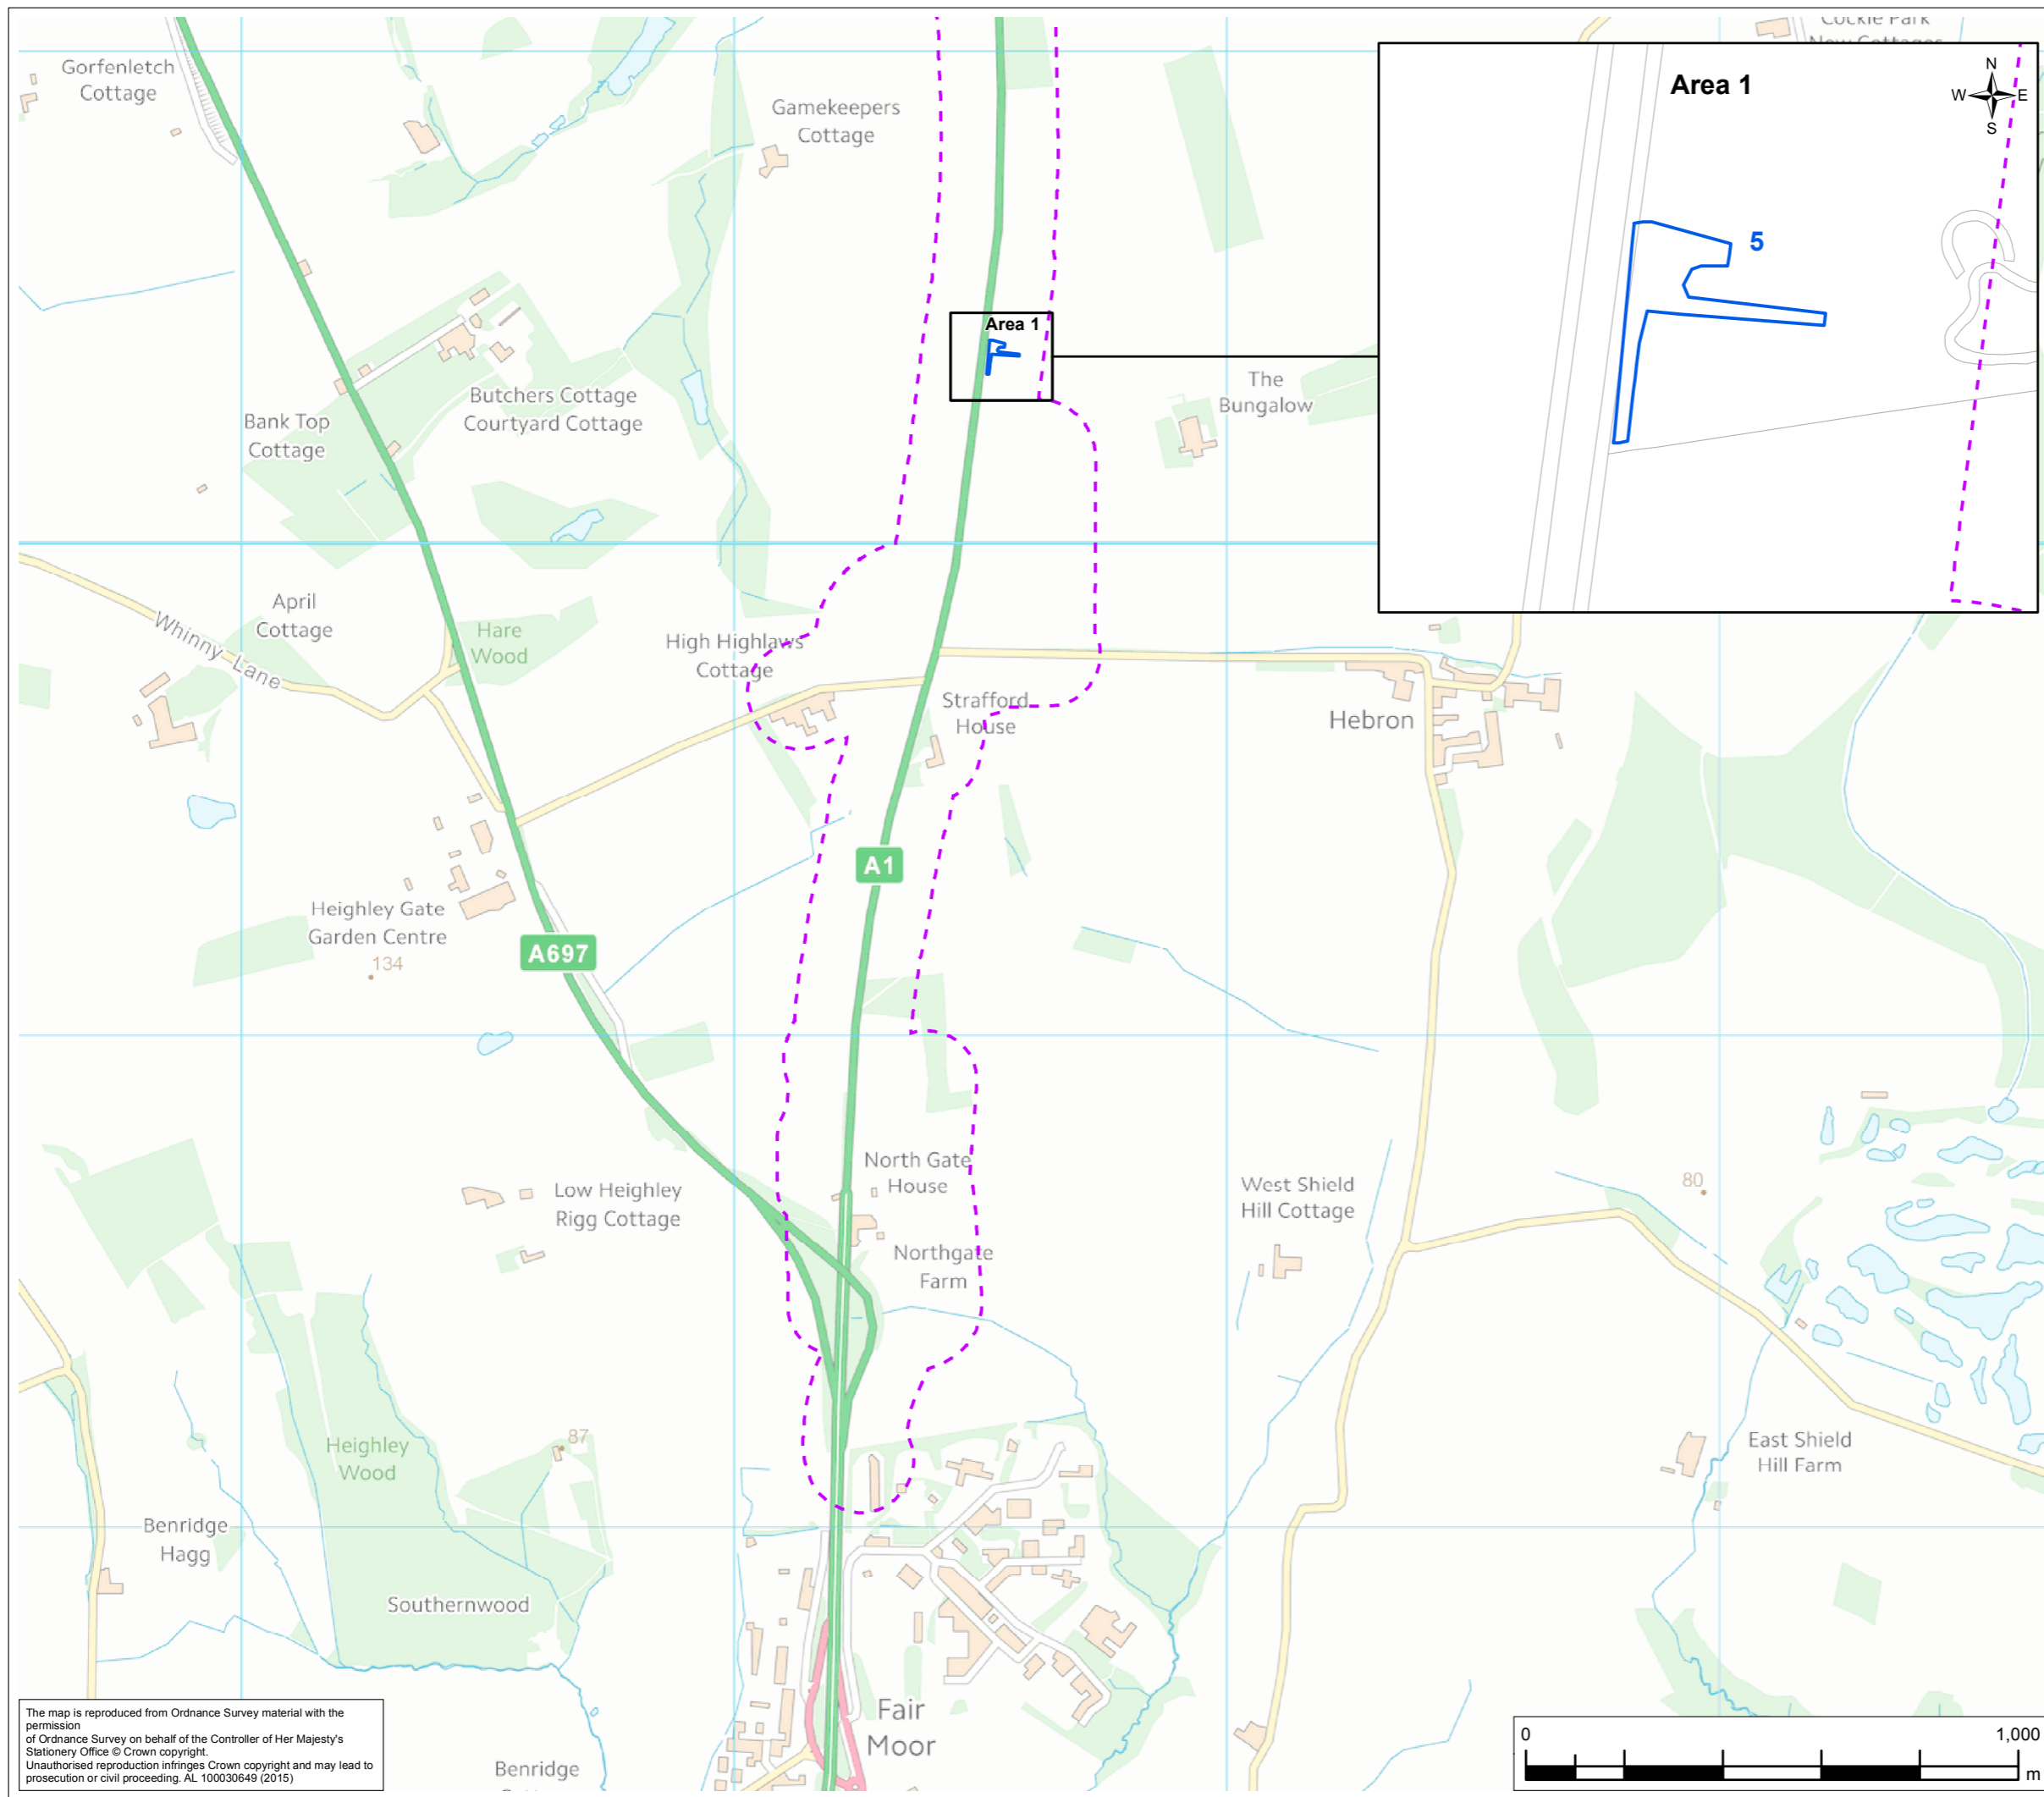 Cockle Park
New Cottages
Gorfenletch
Cottage
Gamekeepers
Cottage
Area 1
N
W E
S
5
Area 1
The
Bungalow
Butchers Cottage
Courtyard Cottage
Bank Top
Cottage
April
Cottage
Whinny Lane
Hare
Wood
High Highlaws
Cottage
Strafford
House
Hebron
A1
Heighley Gate
Garden Centre
134
A697
North Gate
House
Low Heighley
Rigg Cottage
West Shield
Hill Cottage
80
Northgate
Farm
Heighley
Wood
87
East Shield
Hill Farm
Benridge
Hagg
Southernwood
Fair
Moor
Benridge
The map is reproduced from Ordnance Survey material with the
permission
of Ordnance Survey on behalf of the Controller of Her Majesty's
Stationery Office © Crown copyright.
Unauthorised reproduction infringes Crown copyright and may lead to
prosecution or civil proceeding. AL 100030649 (2015)
0 1,000
m